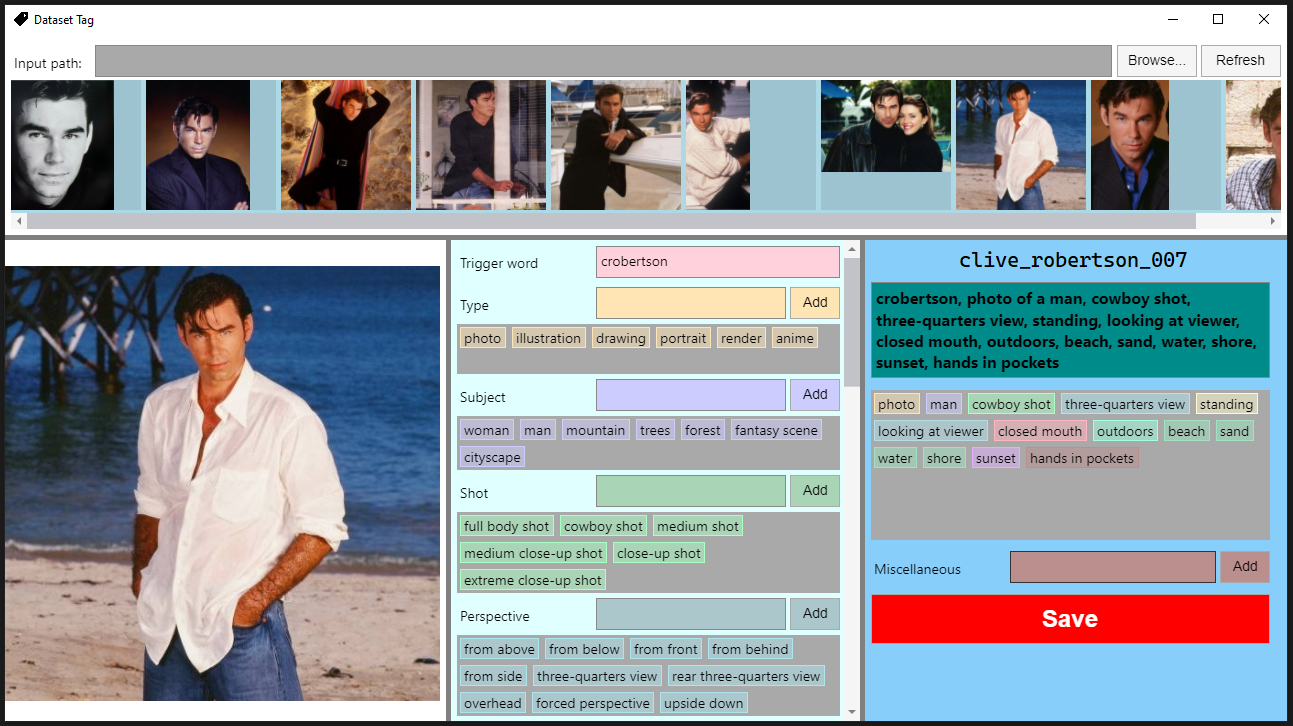 Dataset Tag
Input path:
Browse...
Refresh
Trigger word
crobertson
Type
Add
photo illustration drawing portrait render anime
Subject
Add
woman man mountain trees forest fantasy scene
cityscape
Shot
Add
full body shot cowboy shot medium shot
medium close-up shot close-up shot
extreme close-up shot
Perspective
Add
from above from below from front from behind
from side three-quarters view rear three-quarters view
overhead forced perspective upside down
clive_robertson_007
crobertson, photo of a man, cowboy shot,
three-quarters view, standing, looking at viewer,
closed mouth, outdoors, beach, sand, water, shore,
sunset, hands in pockets
photo man cowboy shot three-quarters view standing
looking at viewer closed mouth outdoors beach sand
water shore sunset hands in pockets
Miscellaneous
Add
Save